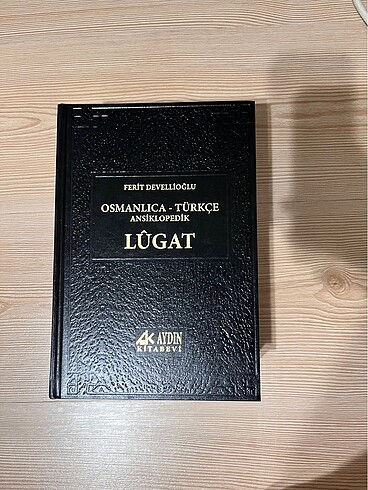 FERİT DEVELLİOĞLU
OSMANLICA - TÜRKÇE
ANSİKLOPEDİK
LÛGAT
AYDIN
KİTABEVİ